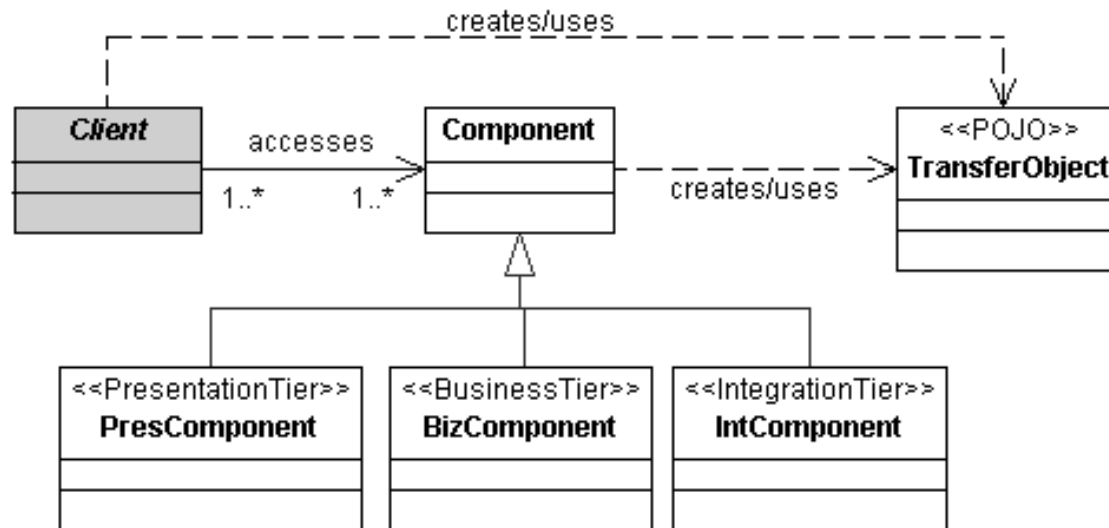 creates/uses
Client
accesses
1..*
1..*
Component
creates/uses
<<POJO>>
TransferObject
<<PresentationTier>>
PresComponent
<<BusinessTier>>
BizComponent
<<IntegrationTier>>
IntComponent